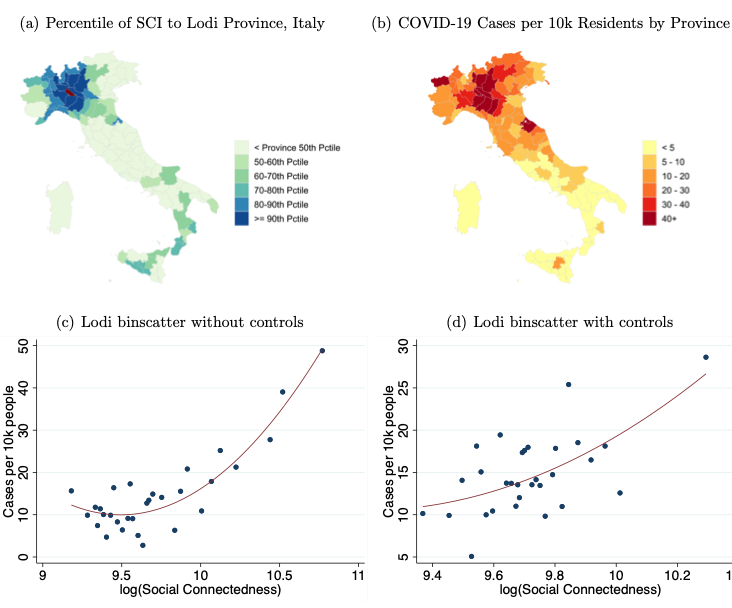 (a) Percentile of SCI to Lodi Province, Italy
(b) COVID-19 Cases per 10k Residents by Province
< Province 50th Pctile
50-60th Pctile
60-70th Pctile
70-80th Pctile
80-90th Pctile
>= 90th Pctile
< 5
5 - 10
10 - 20
20 - 30
30 - 40
40+
(c) Lodi binscatter without controls
(d) Lodi binscatter with controls
Cases per 10k people
50
40
30
20
10
0
9
9.5
10
10.5
11
log(Social Connectedness)
Cases per 10k people
30
25
20
15
10
5
9.4
9.6
9.8
10
10.2
log(Social Connectedness)